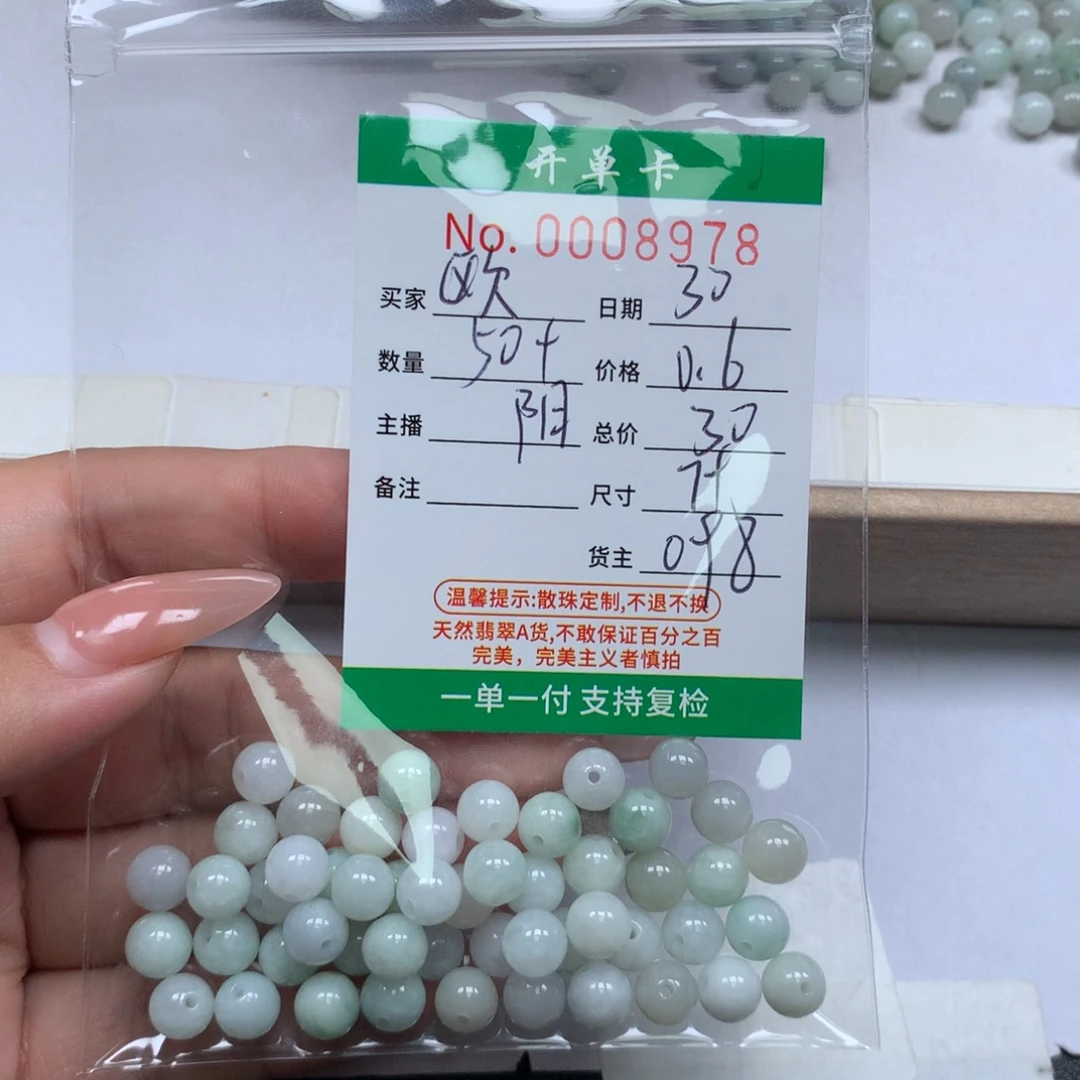 开单卡
No. 0008978
买家 欧 日期 30
数量 50+ 价格 0.6
主播 阳 总价 30
备注 尺寸 7+
货主 098
温馨提示:散珠定制,不退不换
天然翡翠A货,不敢保证百分之百
完美，完美主义者慎拍
一单一付 支持复检